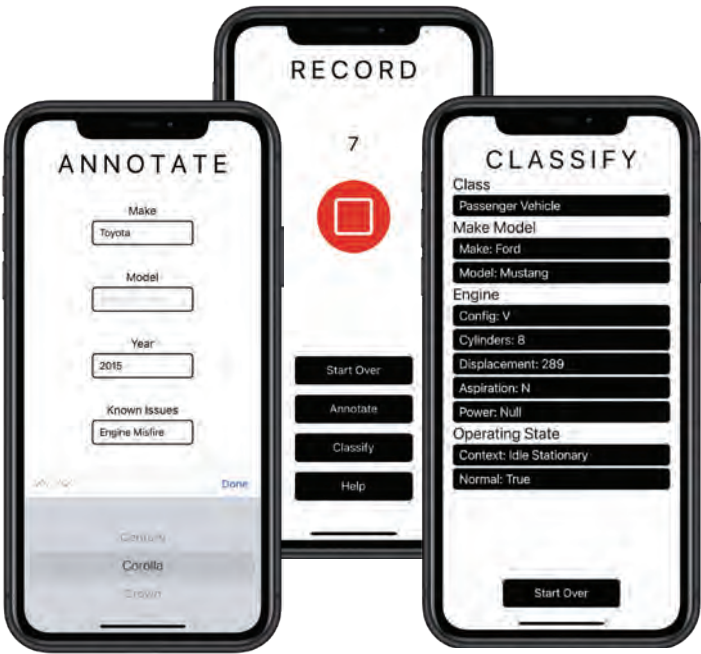 ANNOTATE
Make
Toyota
Model
Year
2015
Known Issues
Engine Misfire
Done
Century
Corolla
Crown
RECORD
7
Start Over
Annotate
Classify
Help
CLASSIFY
Class
Passenger Vehicle
Make Model
Make: Ford
Model: Mustang
Engine
Config: V
Cylinders: 8
Displacement: 289
Aspiration: N
Power: Null
Operating State
Context: Idle Stationary
Normal: True
Start Over